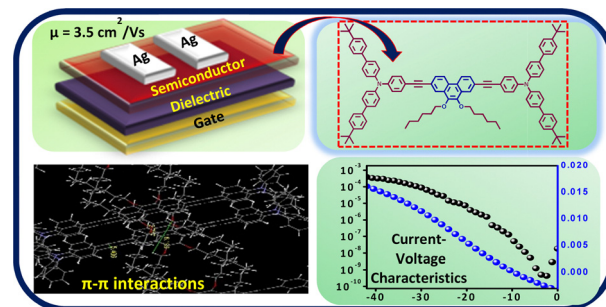 μ = 3.5 cm²/Vs
Ag
Ag
Semiconductor
Dielectric
Gate
N
N
O
O
π-π interactions
10⁻³
10⁻⁴
10⁻⁵
10⁻⁶
10⁻⁷
10⁻⁸
10⁻⁹
10⁻¹⁰
0.020
0.015
0.010
0.005
0.000
Current-
Voltage
Characteristics
-40
-30
-20
-10
0